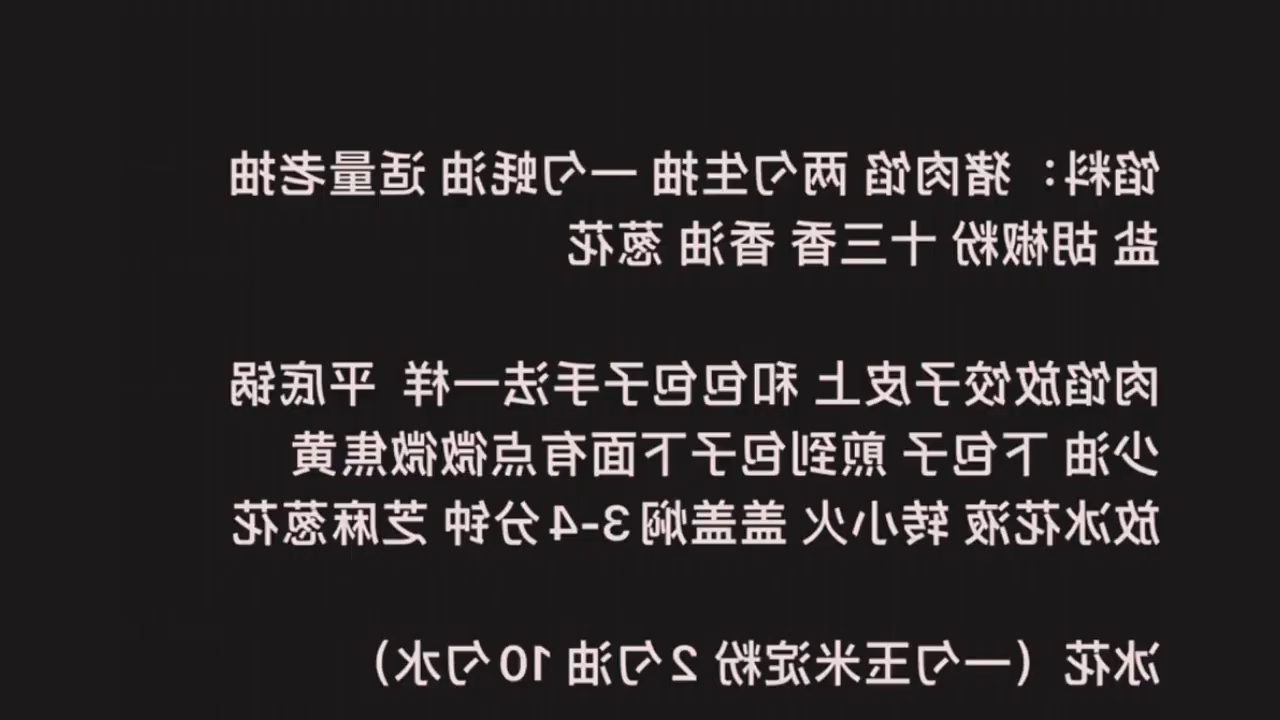 馅料：猪肉馅 两勺生抽 一勺蚝油 适量老抽
盐 胡椒粉 十三香 香油 葱花
肉馅放饺子皮上 和包包子手法一样 平底锅
少油 下包子 煎到包子下面有点微微焦黄
放冰花液 转小火 盖盖焖3-4分钟 芝麻葱花
冰花（一勺玉米淀粉 2勺油 10勺水）